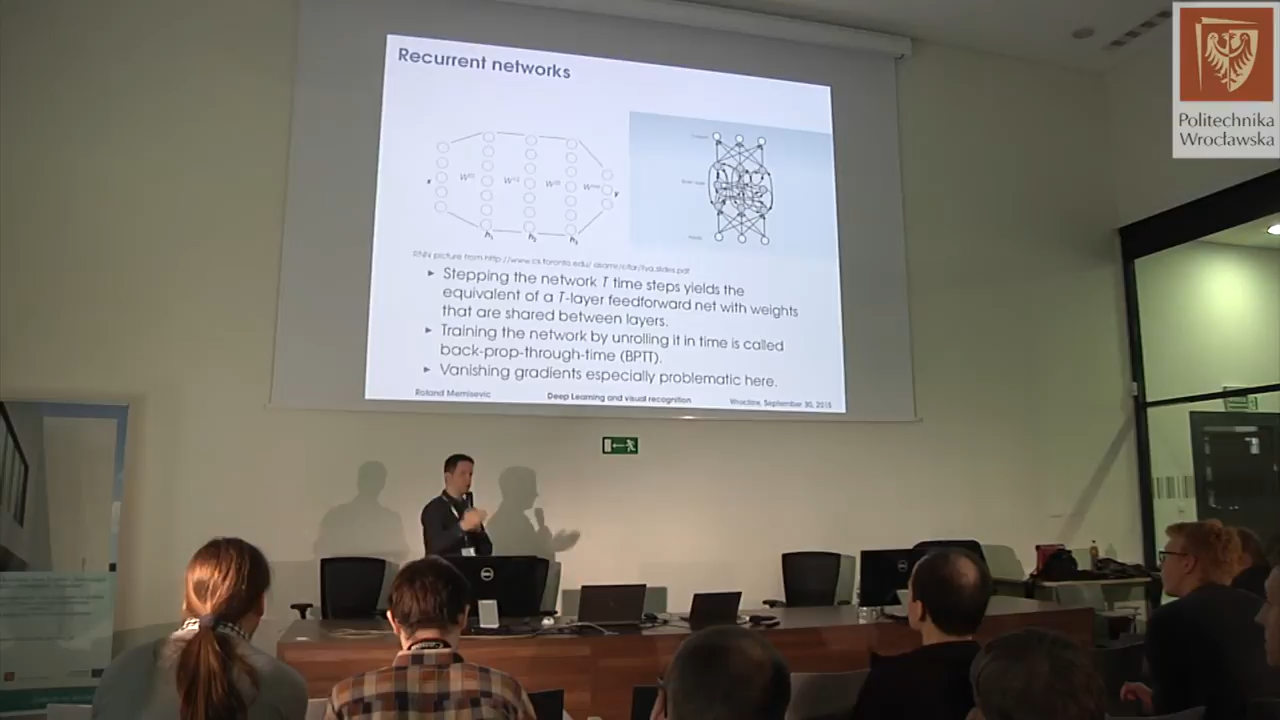 Recurrent networks
RNN picture from http://www.cs.toronto.edu/ asamir/cifar/Ilya_slides.pdf
▸ Stepping the network T time steps yields the
equivalent of a T-layer feedforward net with weights
that are shared between layers.
▸ Training the network by unrolling it in time is called
back-prop-through-time (BPTT).
▸ Vanishing gradients especially problematic here.
Roland Memisevic Deep Learning and visual recognition Wroclaw, September 30, 2015
Politechnika
Wrocławska
DELL